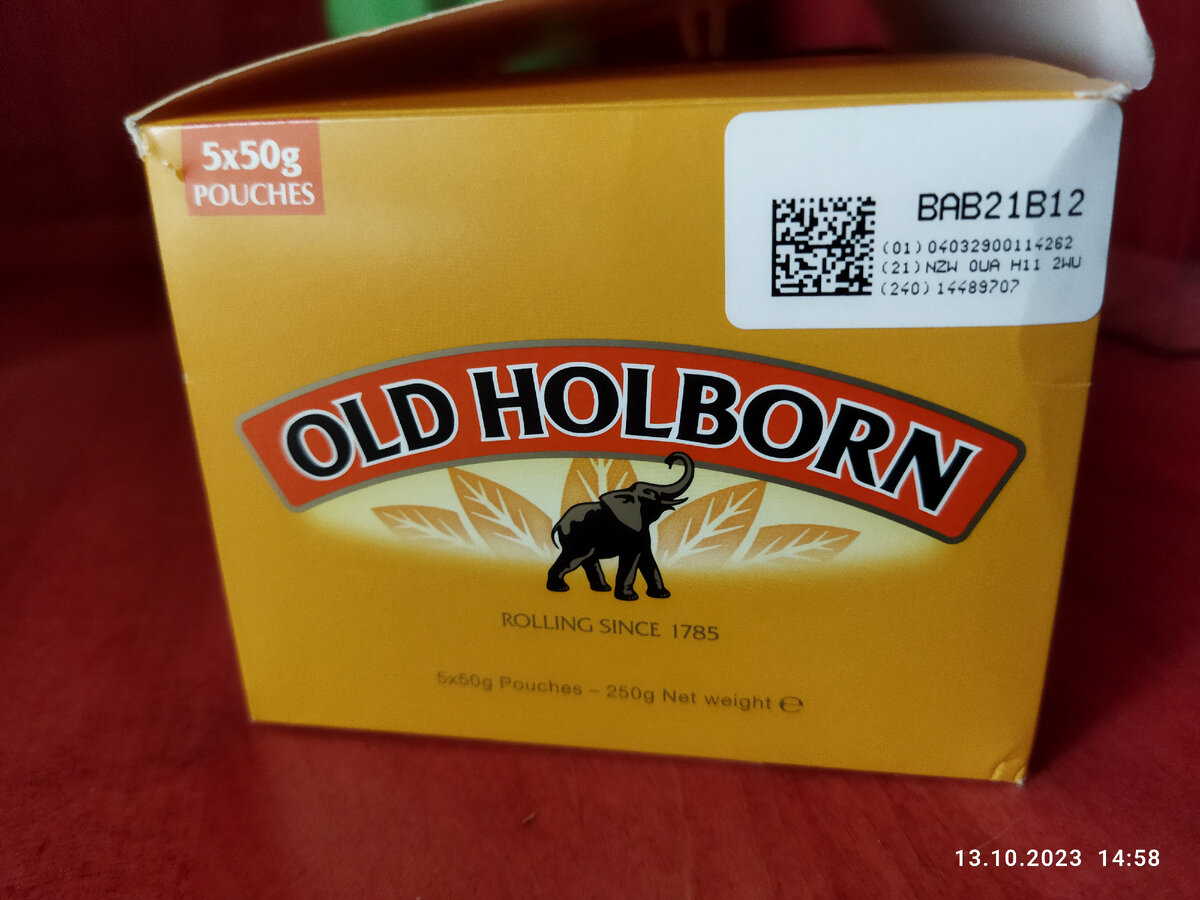 5x50g
POUCHES
BAB21B12
(01)04032900114262
(21)NZW 0UA H11 2WU
(240)14489707
OLD HOLBORN
ROLLING SINCE 1785
5x50g Pouches – 250g Net weight ℮
13.10.2023 14:58